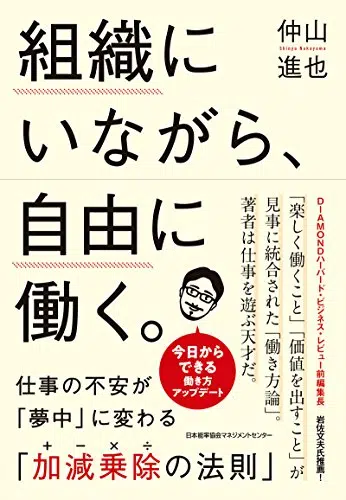 組織に
いながら、
自由に
働く。
仲山
進也
Shinya Nakayama
DIAMONDハーバード・ビジネス・レビュー前編集長 岩佐文夫氏推薦!
「楽しく働くこと」「価値を出すこと」が
見事に統合された「働き方論」。
著者は仕事を遊ぶ天才だ。
今日から
できる
働き方
アップデート
仕事の不安が
「夢中」に変わる
+ − × ÷
「加減乗除の法則」
日本能率協会マネジメントセンター